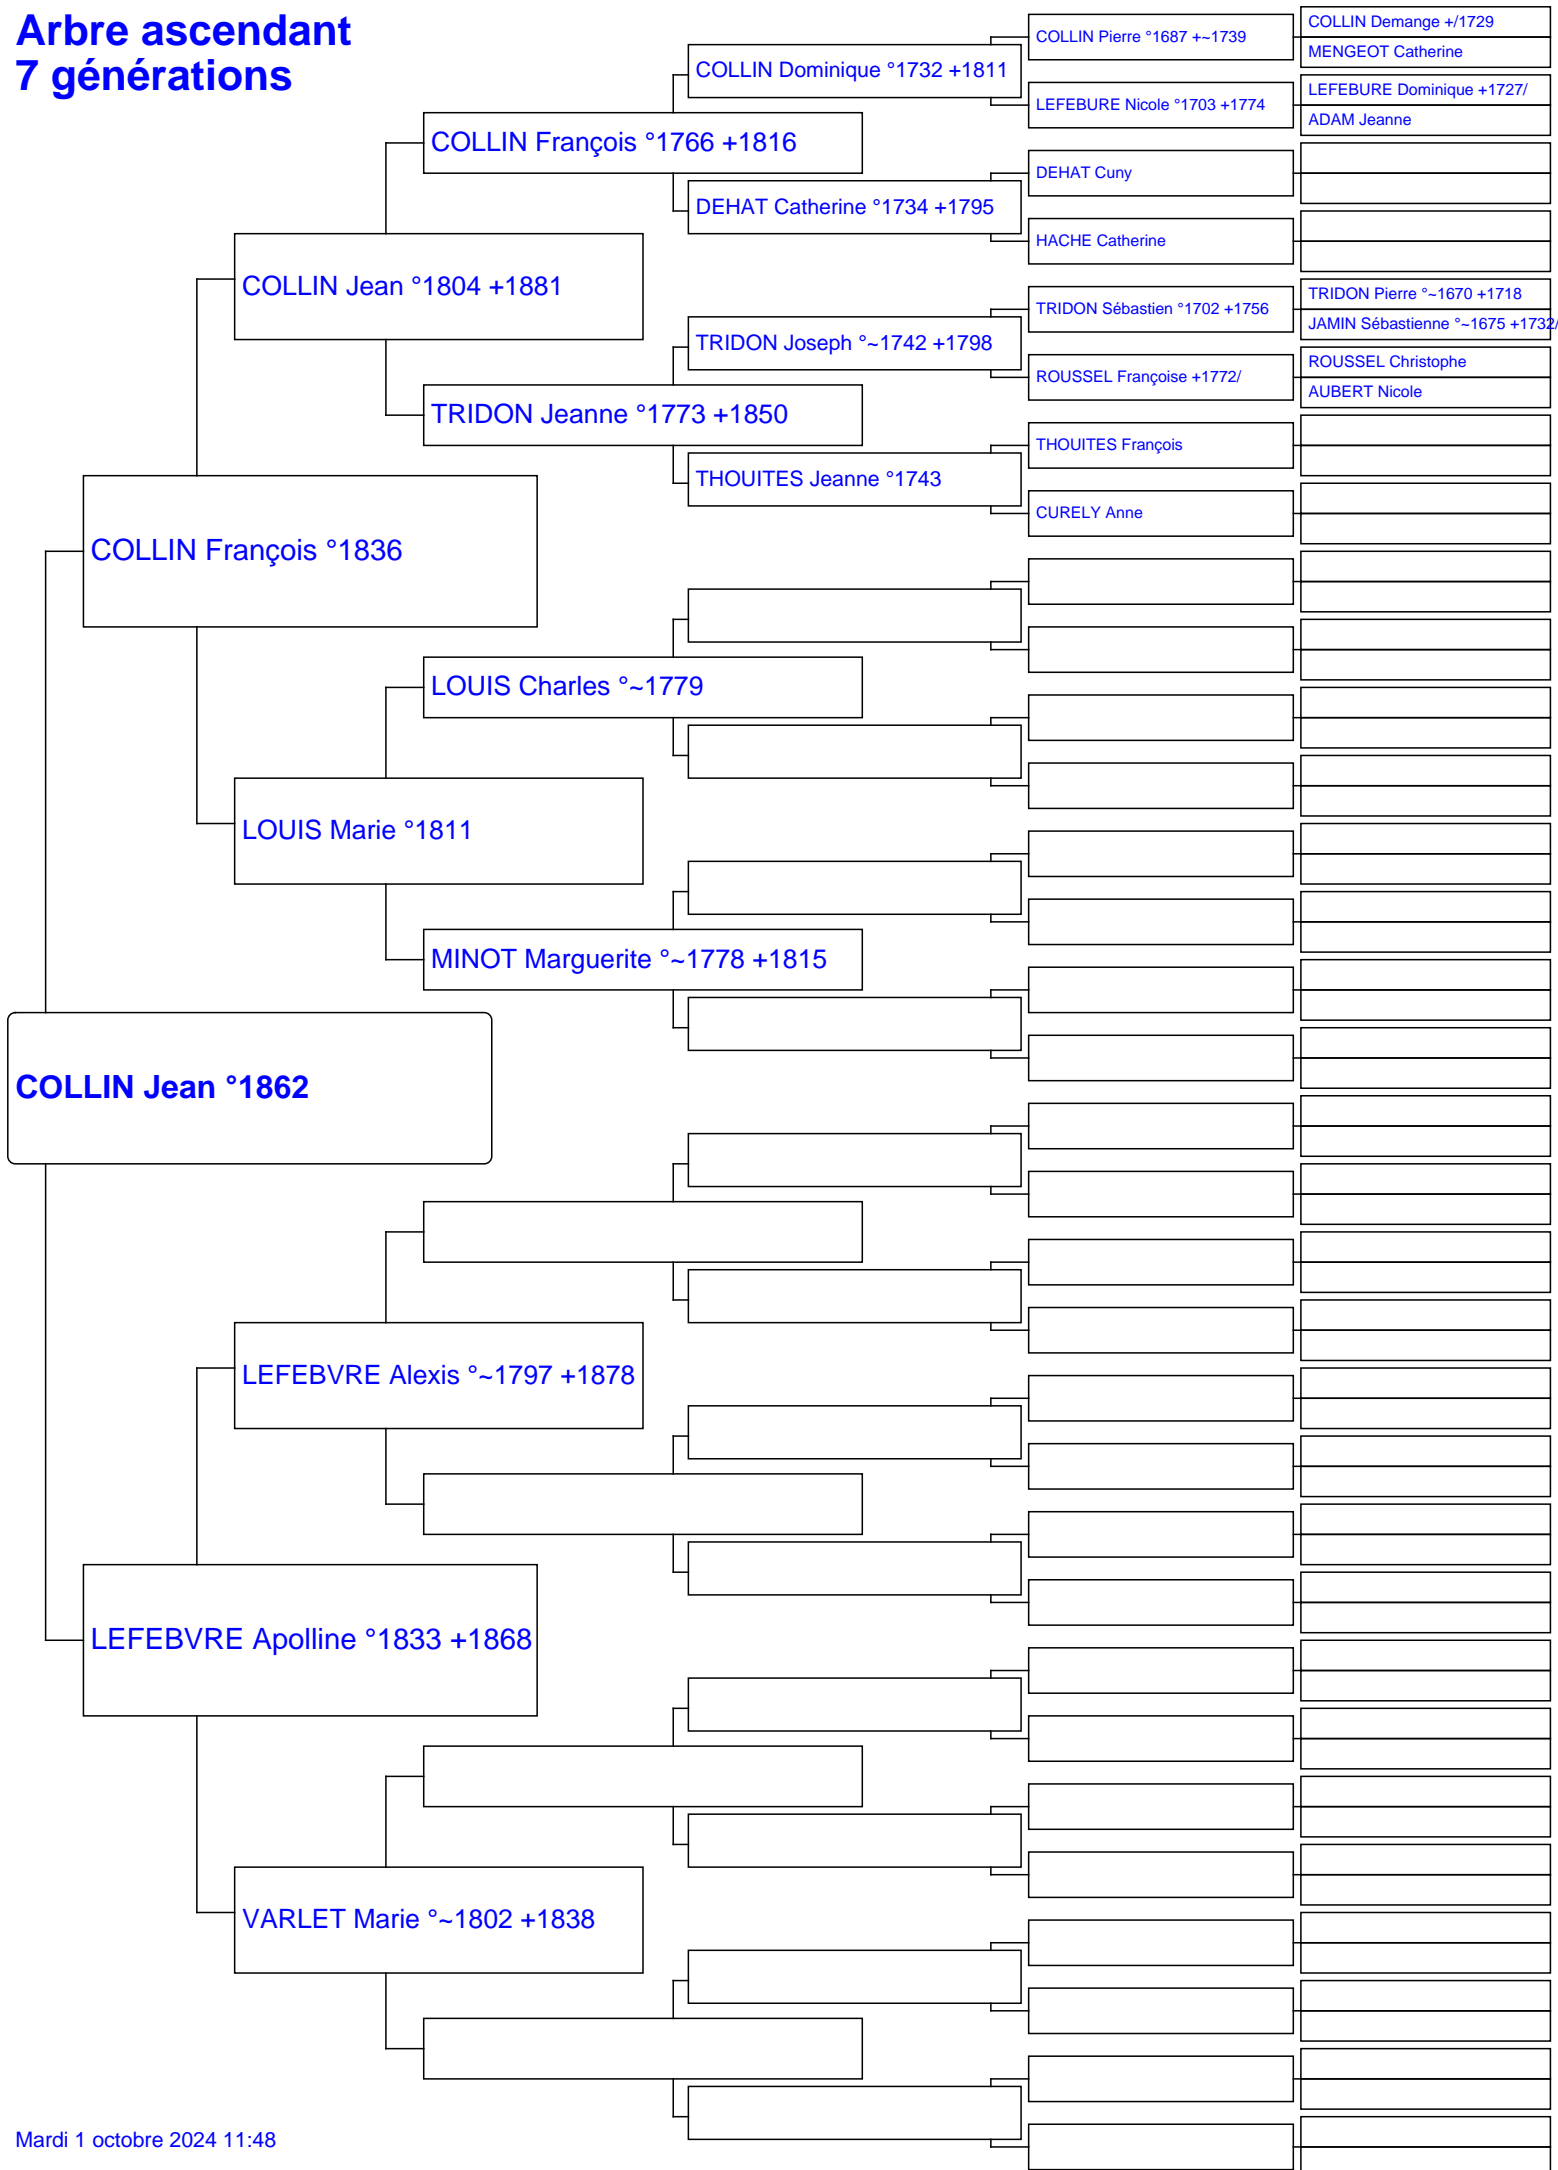 Arbre ascendant
7 générations
COLLIN Jean °1862
COLLIN François °1836
LEFEBVRE Apolline °1833 +1868
COLLIN Jean °1804 +1881
LOUIS Marie °1811
LEFEBVRE Alexis °~1797 +1878
VARLET Marie °~1802 +1838
COLLIN François °1766 +1816
TRIDON Jeanne °1773 +1850
LOUIS Charles °~1779
MINOT Marguerite °~1778 +1815
COLLIN Dominique °1732 +1811
DEHAT Catherine °1734 +1795
TRIDON Joseph °~1742 +1798
THOUITES Jeanne °1743
COLLIN Pierre °1687 +~1739
LEFEBURE Nicole °1703 +1774
DEHAT Cuny
HACHE Catherine
TRIDON Sébastien °1702 +1756
ROUSSEL Françoise +1772/
THOUITES François
CURELY Anne
COLLIN Demange +/1729
MENGEOT Catherine
LEFEBURE Dominique +1727/
ADAM Jeanne
TRIDON Pierre °~1670 +1718
JAMIN Sébastienne °~1675 +1732/
ROUSSEL Christophe
AUBERT Nicole
Mardi 1 octobre 2024 11:48